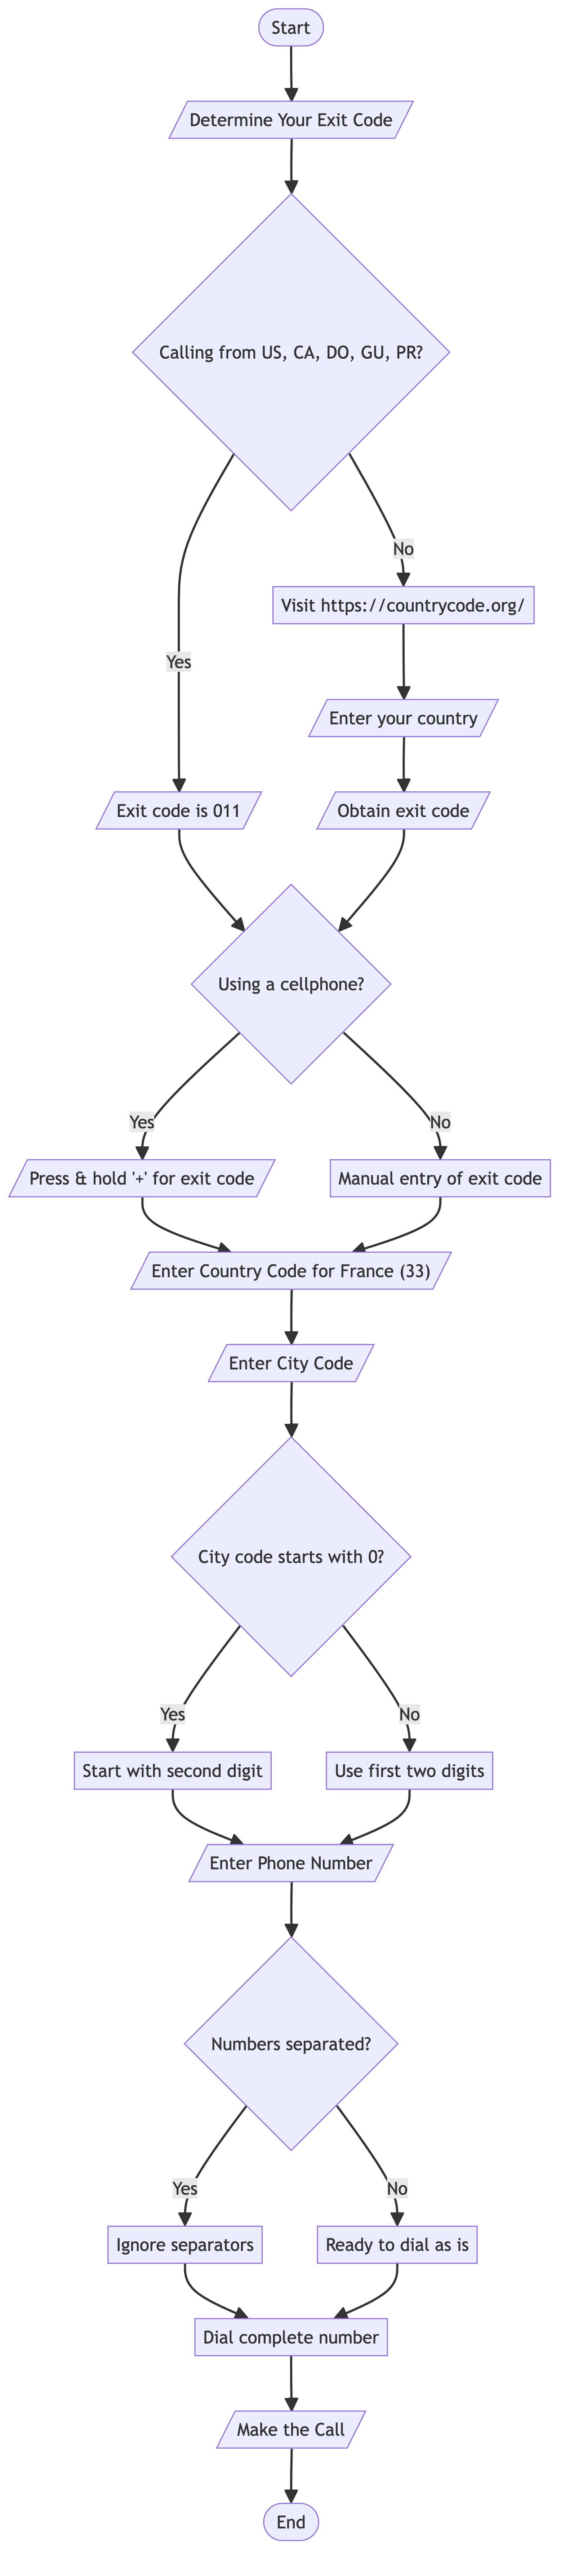 Start
Determine Your Exit Code
Calling from US, CA, DO, GU, PR?
No
Visit https://countrycode.org/
Yes
Enter your country
Exit code is 011
Obtain exit code
Using a cellphone?
Yes
No
Press & hold '+' for exit code
Manual entry of exit code
Enter Country Code for France (33)
Enter City Code
City code starts with 0?
Yes
No
Start with second digit
Use first two digits
Enter Phone Number
Numbers separated?
Yes
No
Ignore separators
Ready to dial as is
Dial complete number
Make the Call
End